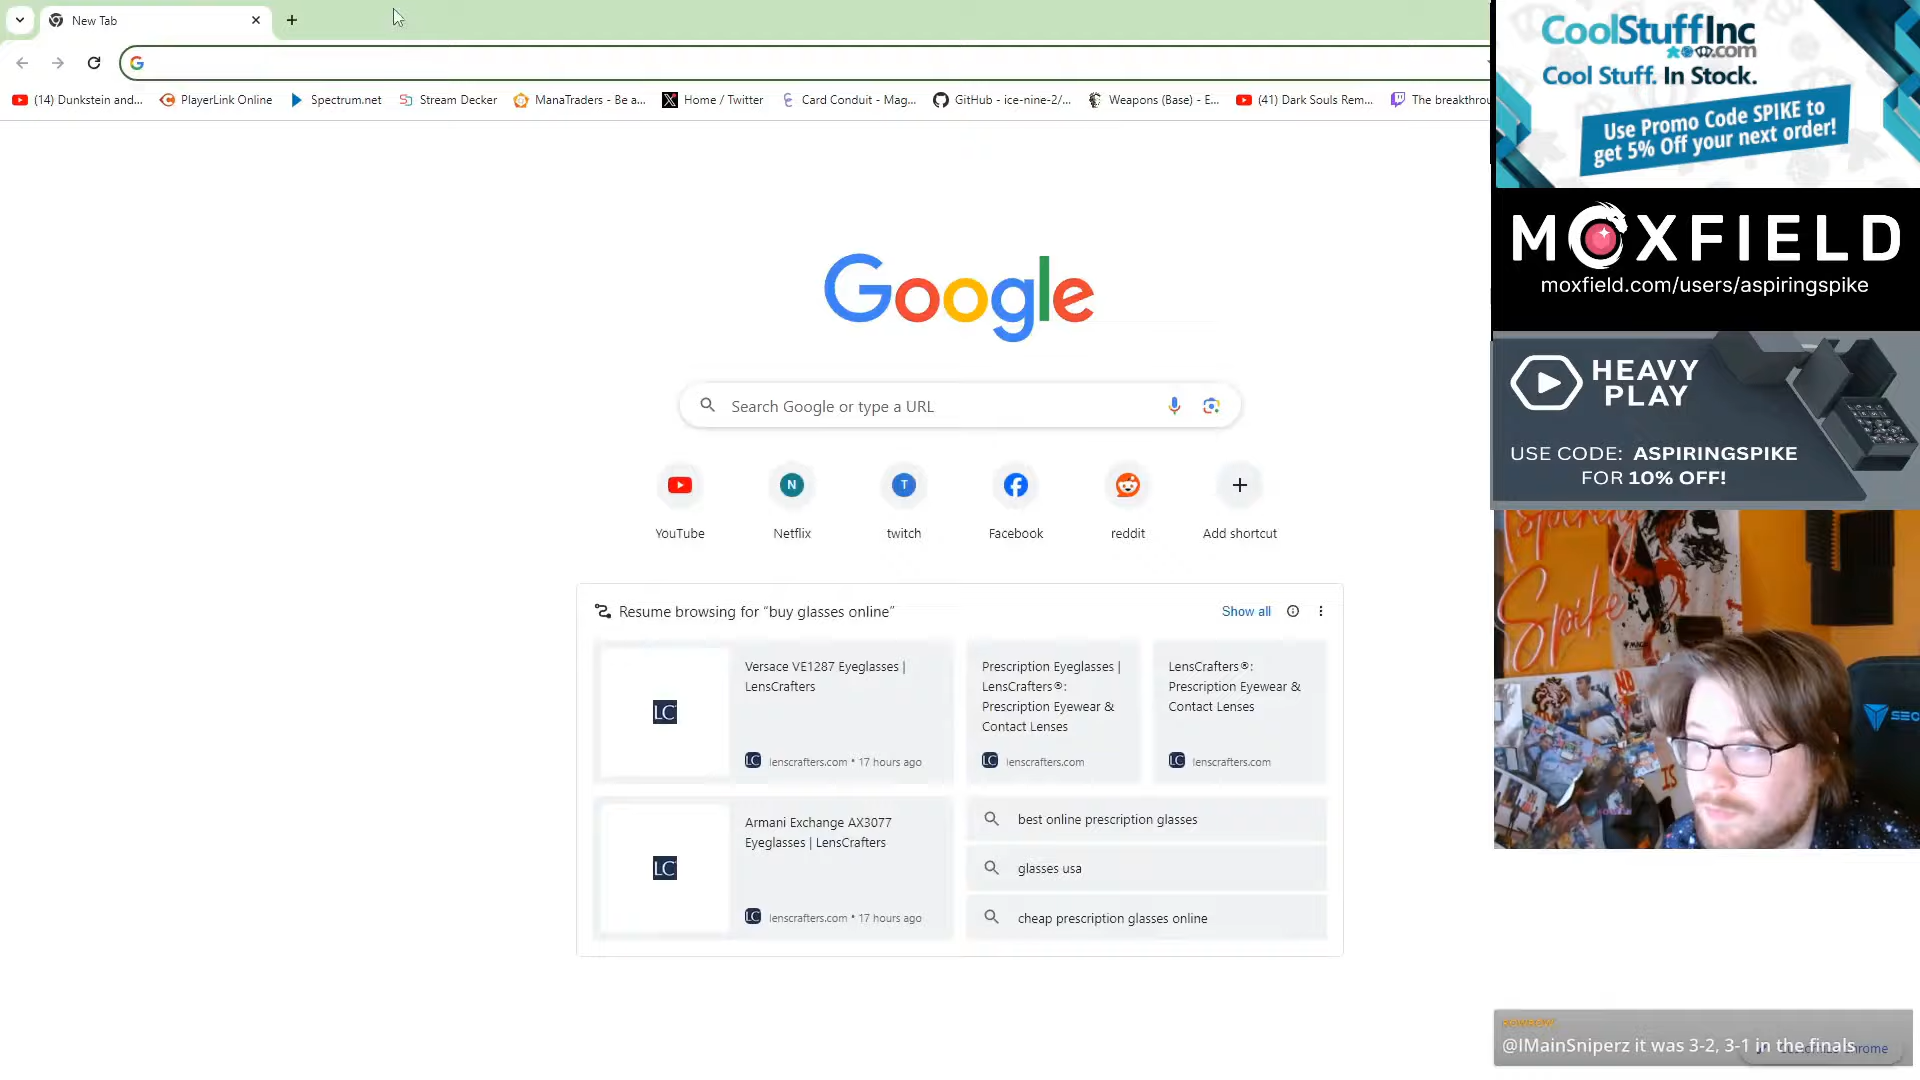 New Tab
(14) Dunkstein and...
PlayerLink Online
Spectrum.net
Stream Decker
ManaTraders - Be a...
Home / Twitter
Card Conduit - Mag...
GitHub - ice-nine-2/...
Weapons (Base) - E...
(41) Dark Souls Rem...
The breakthrou
Google
Search Google or type a URL
YouTube
N
Netflix
T
twitch
Facebook
reddit
Add shortcut
Resume browsing for “buy glasses online”
Show all
LC
Versace VE1287 Eyeglasses |
LensCrafters
LC lenscrafters.com • 17 hours ago
Prescription Eyeglasses |
LensCrafters®:
Prescription Eyewear &
Contact Lenses
LC lenscrafters.com
LensCrafters®:
Prescription Eyewear &
Contact Lenses
LC lenscrafters.com
LC
Armani Exchange AX3077
Eyeglasses | LensCrafters
LC lenscrafters.com • 17 hours ago
best online prescription glasses
glasses usa
cheap prescription glasses online
CoolStuffInc
.com
Cool Stuff. In Stock.
Use Promo Code SPIKE to
get 5% Off your next order!
MOXFIELD
moxfield.com/users/aspiringspike
HEAVY
PLAY
USE CODE: ASPIRINGSPIKE
FOR 10% OFF!
Spike
@IMainSniperz it was 3-2, 3-1 in the finals